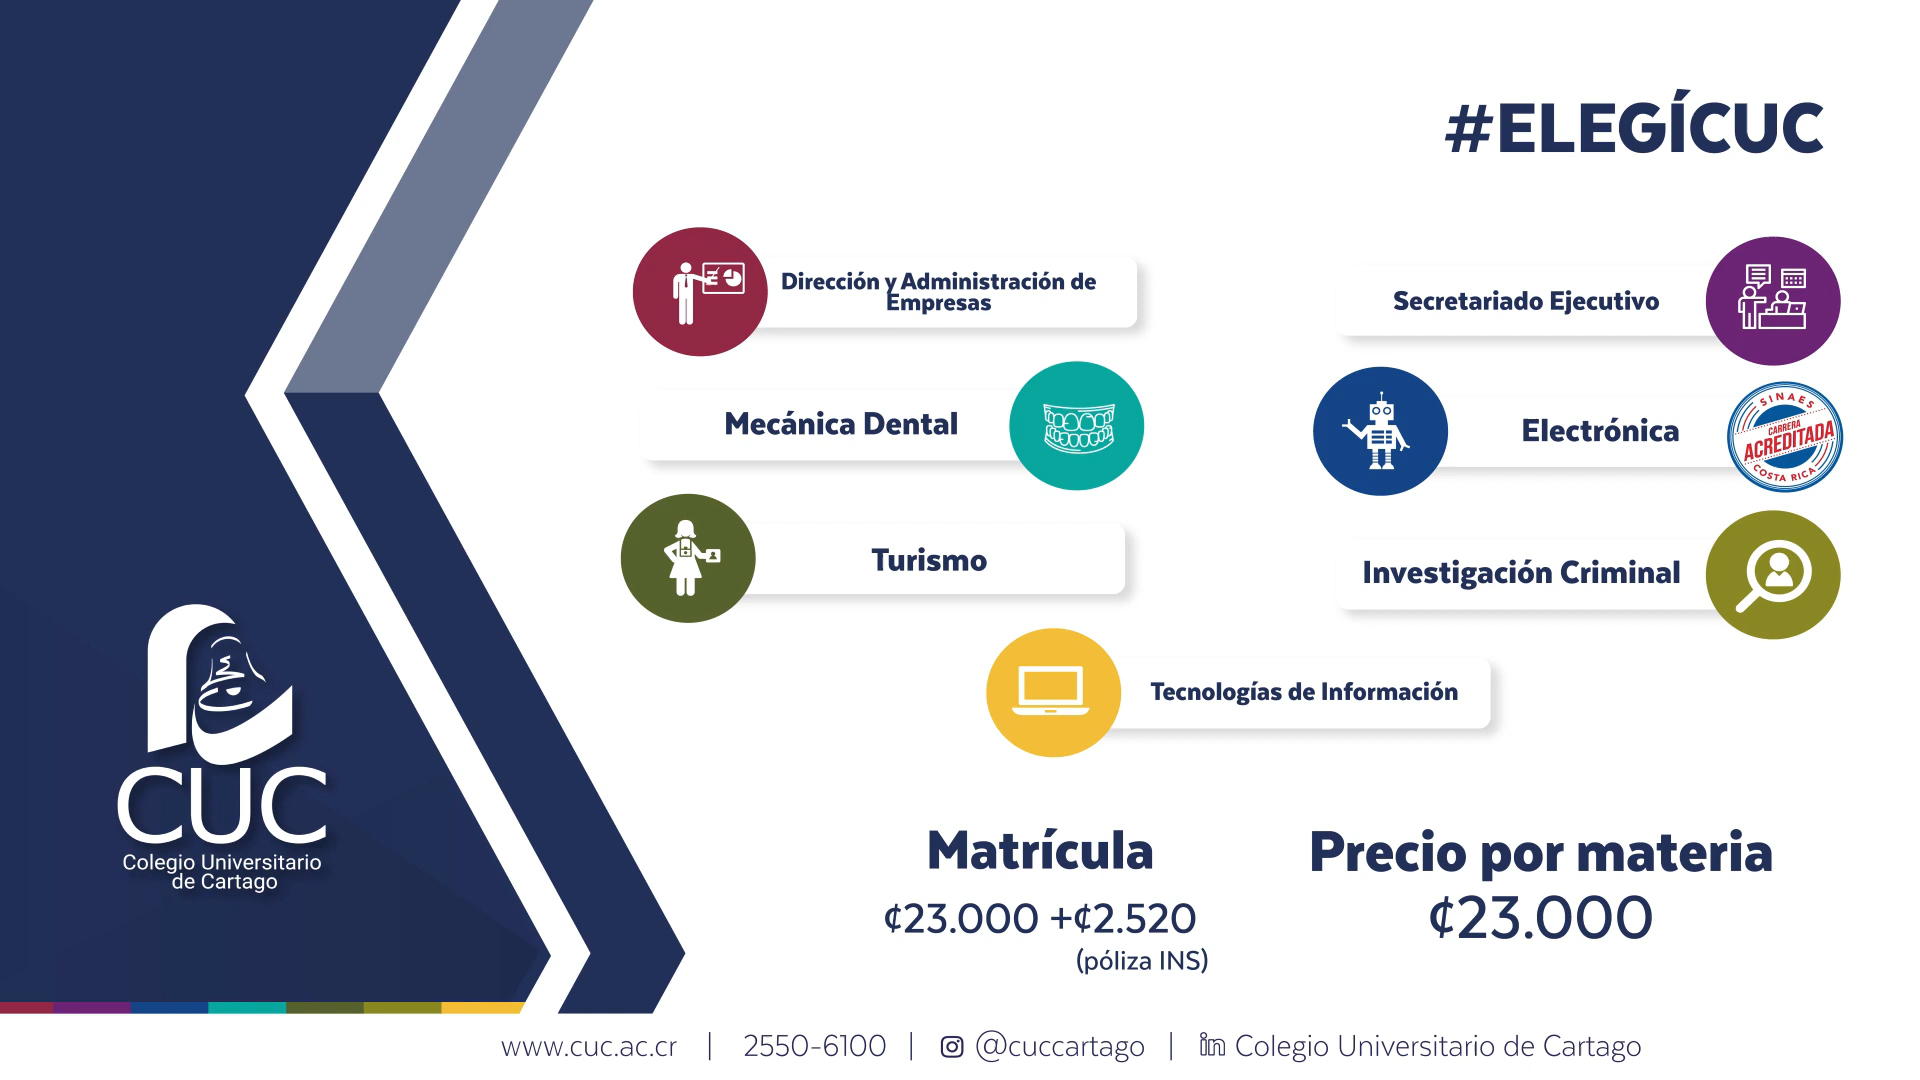 #ELEGÍCUC
Dirección y Administración de
Empresas
Secretariado Ejecutivo
Mecánica Dental
Electrónica
SINAES
CARRERA
ACREDITADA
COSTA RICA
Turismo
Investigación Criminal
Tecnologías de Información
CUC
Colegio Universitario
de Cartago
Matrícula
₡23.000 +₡2.520
(póliza INS)
Precio por materia
₡23.000
www.cuc.ac.cr | 2550-6100 | @cuccartago | in Colegio Universitario de Cartago